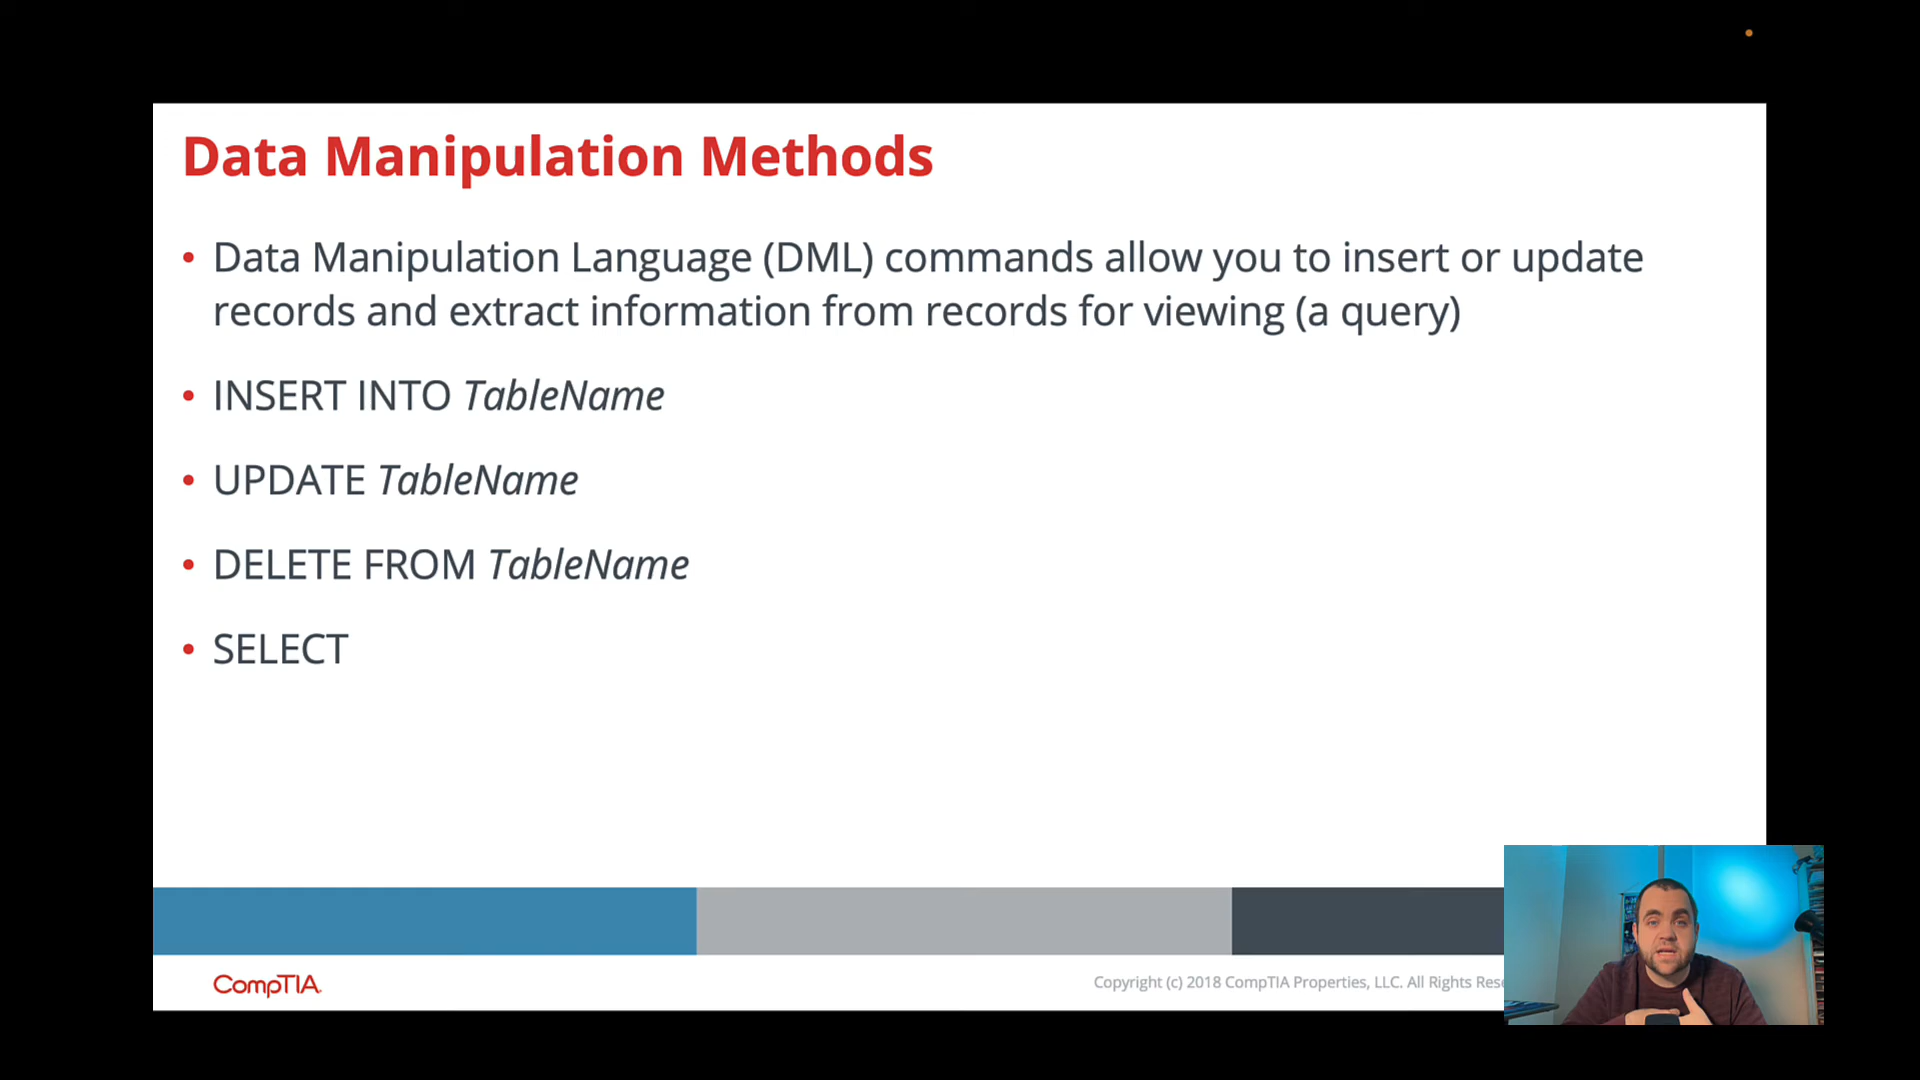 Data Manipulation Methods
• Data Manipulation Language (DML) commands allow you to insert or update
records and extract information from records for viewing (a query)
• INSERT INTO TableName
• UPDATE TableName
• DELETE FROM TableName
• SELECT
CompTIA.
Copyright (c) 2018 CompTIA Properties, LLC. All Rights